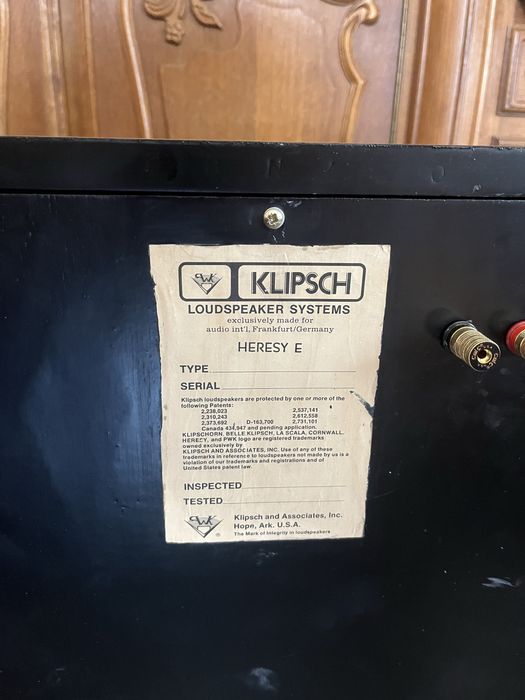 PWK KLIPSCH
LOUDSPEAKER SYSTEMS
exclusively made for
audio int'l, Frankfurt/Germany
HERESY E
TYPE
SERIAL
Klipsch loudspeakers are protected by one or more of the
following Patents:
2,238,023 2,537,141
2,310,243 2,612,558
2,373,692 D-163,700 2,731,101
Canada 434,947 and pending application.
KLIPSCHORN, BELLE KLIPSCH, LA SCALA, CORNWALL,
HERESY, and PWK logo are registered trademarks
owned exclusively by
KLIPSCH AND ASSOCIATES, INC. Use of any of these
trademarks in reference to loudspeakers not made by us is a
violation of our trademarks and registrations and of
United States patent law.
INSPECTED
TESTED
PWK Klipsch and Associates, Inc.
® Hope, Ark. U.S.A.
The Mark of Integrity in loudspeakers